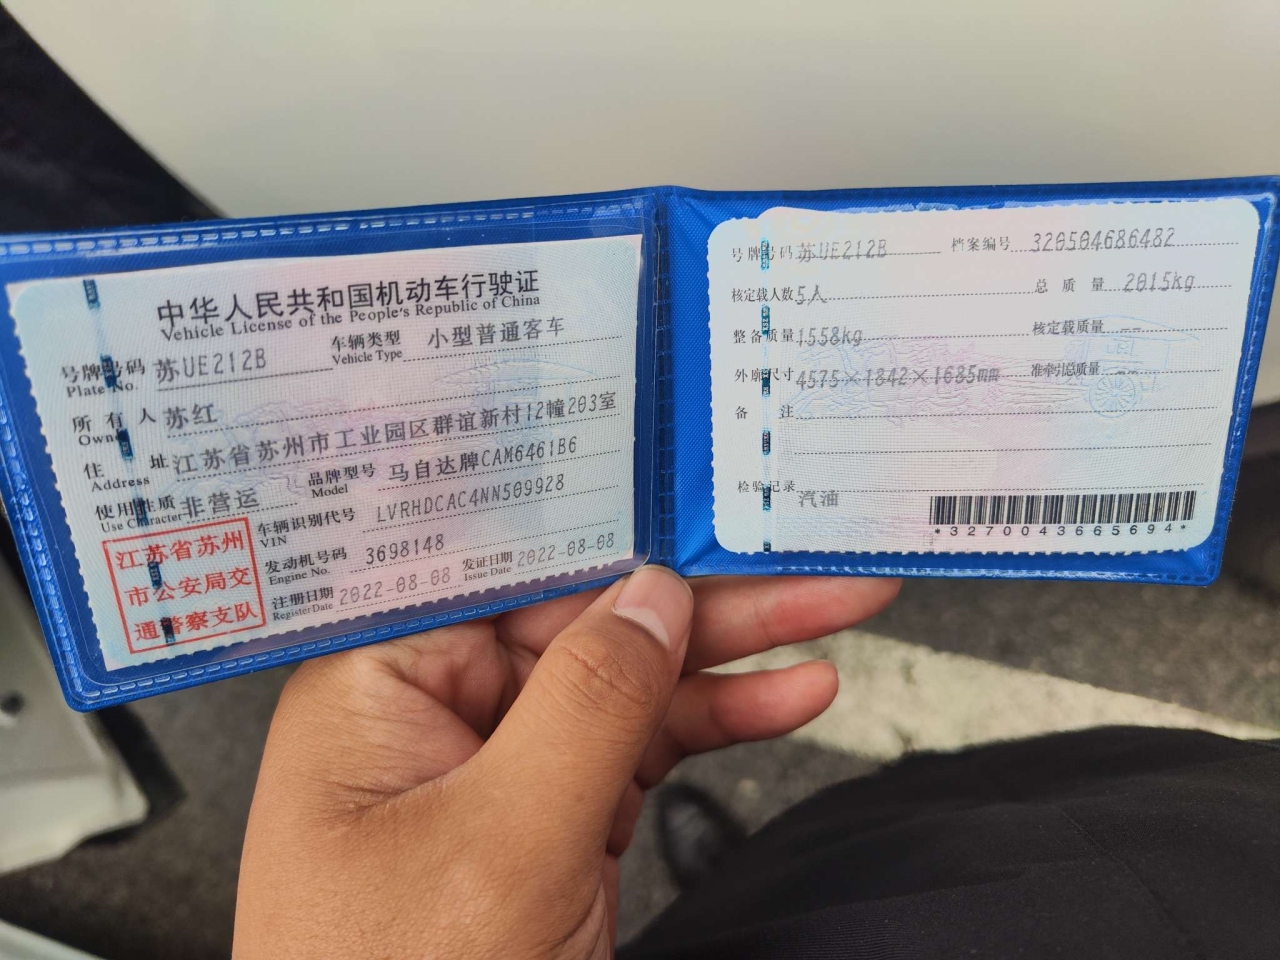 中华人民共和国机动车行驶证
Vehicle License of the People's Republic of China
号牌号码 苏UE212B 车辆类型 小型普通客车
Plate No. Vehicle Type
所有人 苏红
Owner
住址 江苏省苏州市工业园区群谊新村12幢203室
Address
使用性质 非营运 品牌型号 马自达牌CAM6461B6
Use Character Model
车辆识别代号 LVRHDCAC4NN509928
VIN
发动机号码 3698148
Engine No.
注册日期 2022-08-08 发证日期 2022-08-08
Register Date Issue Date
江苏省苏州
市公安局交
通警察支队
号牌号码 苏UE212B 档案编号 320504686482
核定载人数 5人 总质量 2015kg
整备质量 1558kg 核定载质量 --
外廓尺寸 4575×1842×1685mm 准牵引总质量 --
备注
检验记录
汽油
*3270043665694*